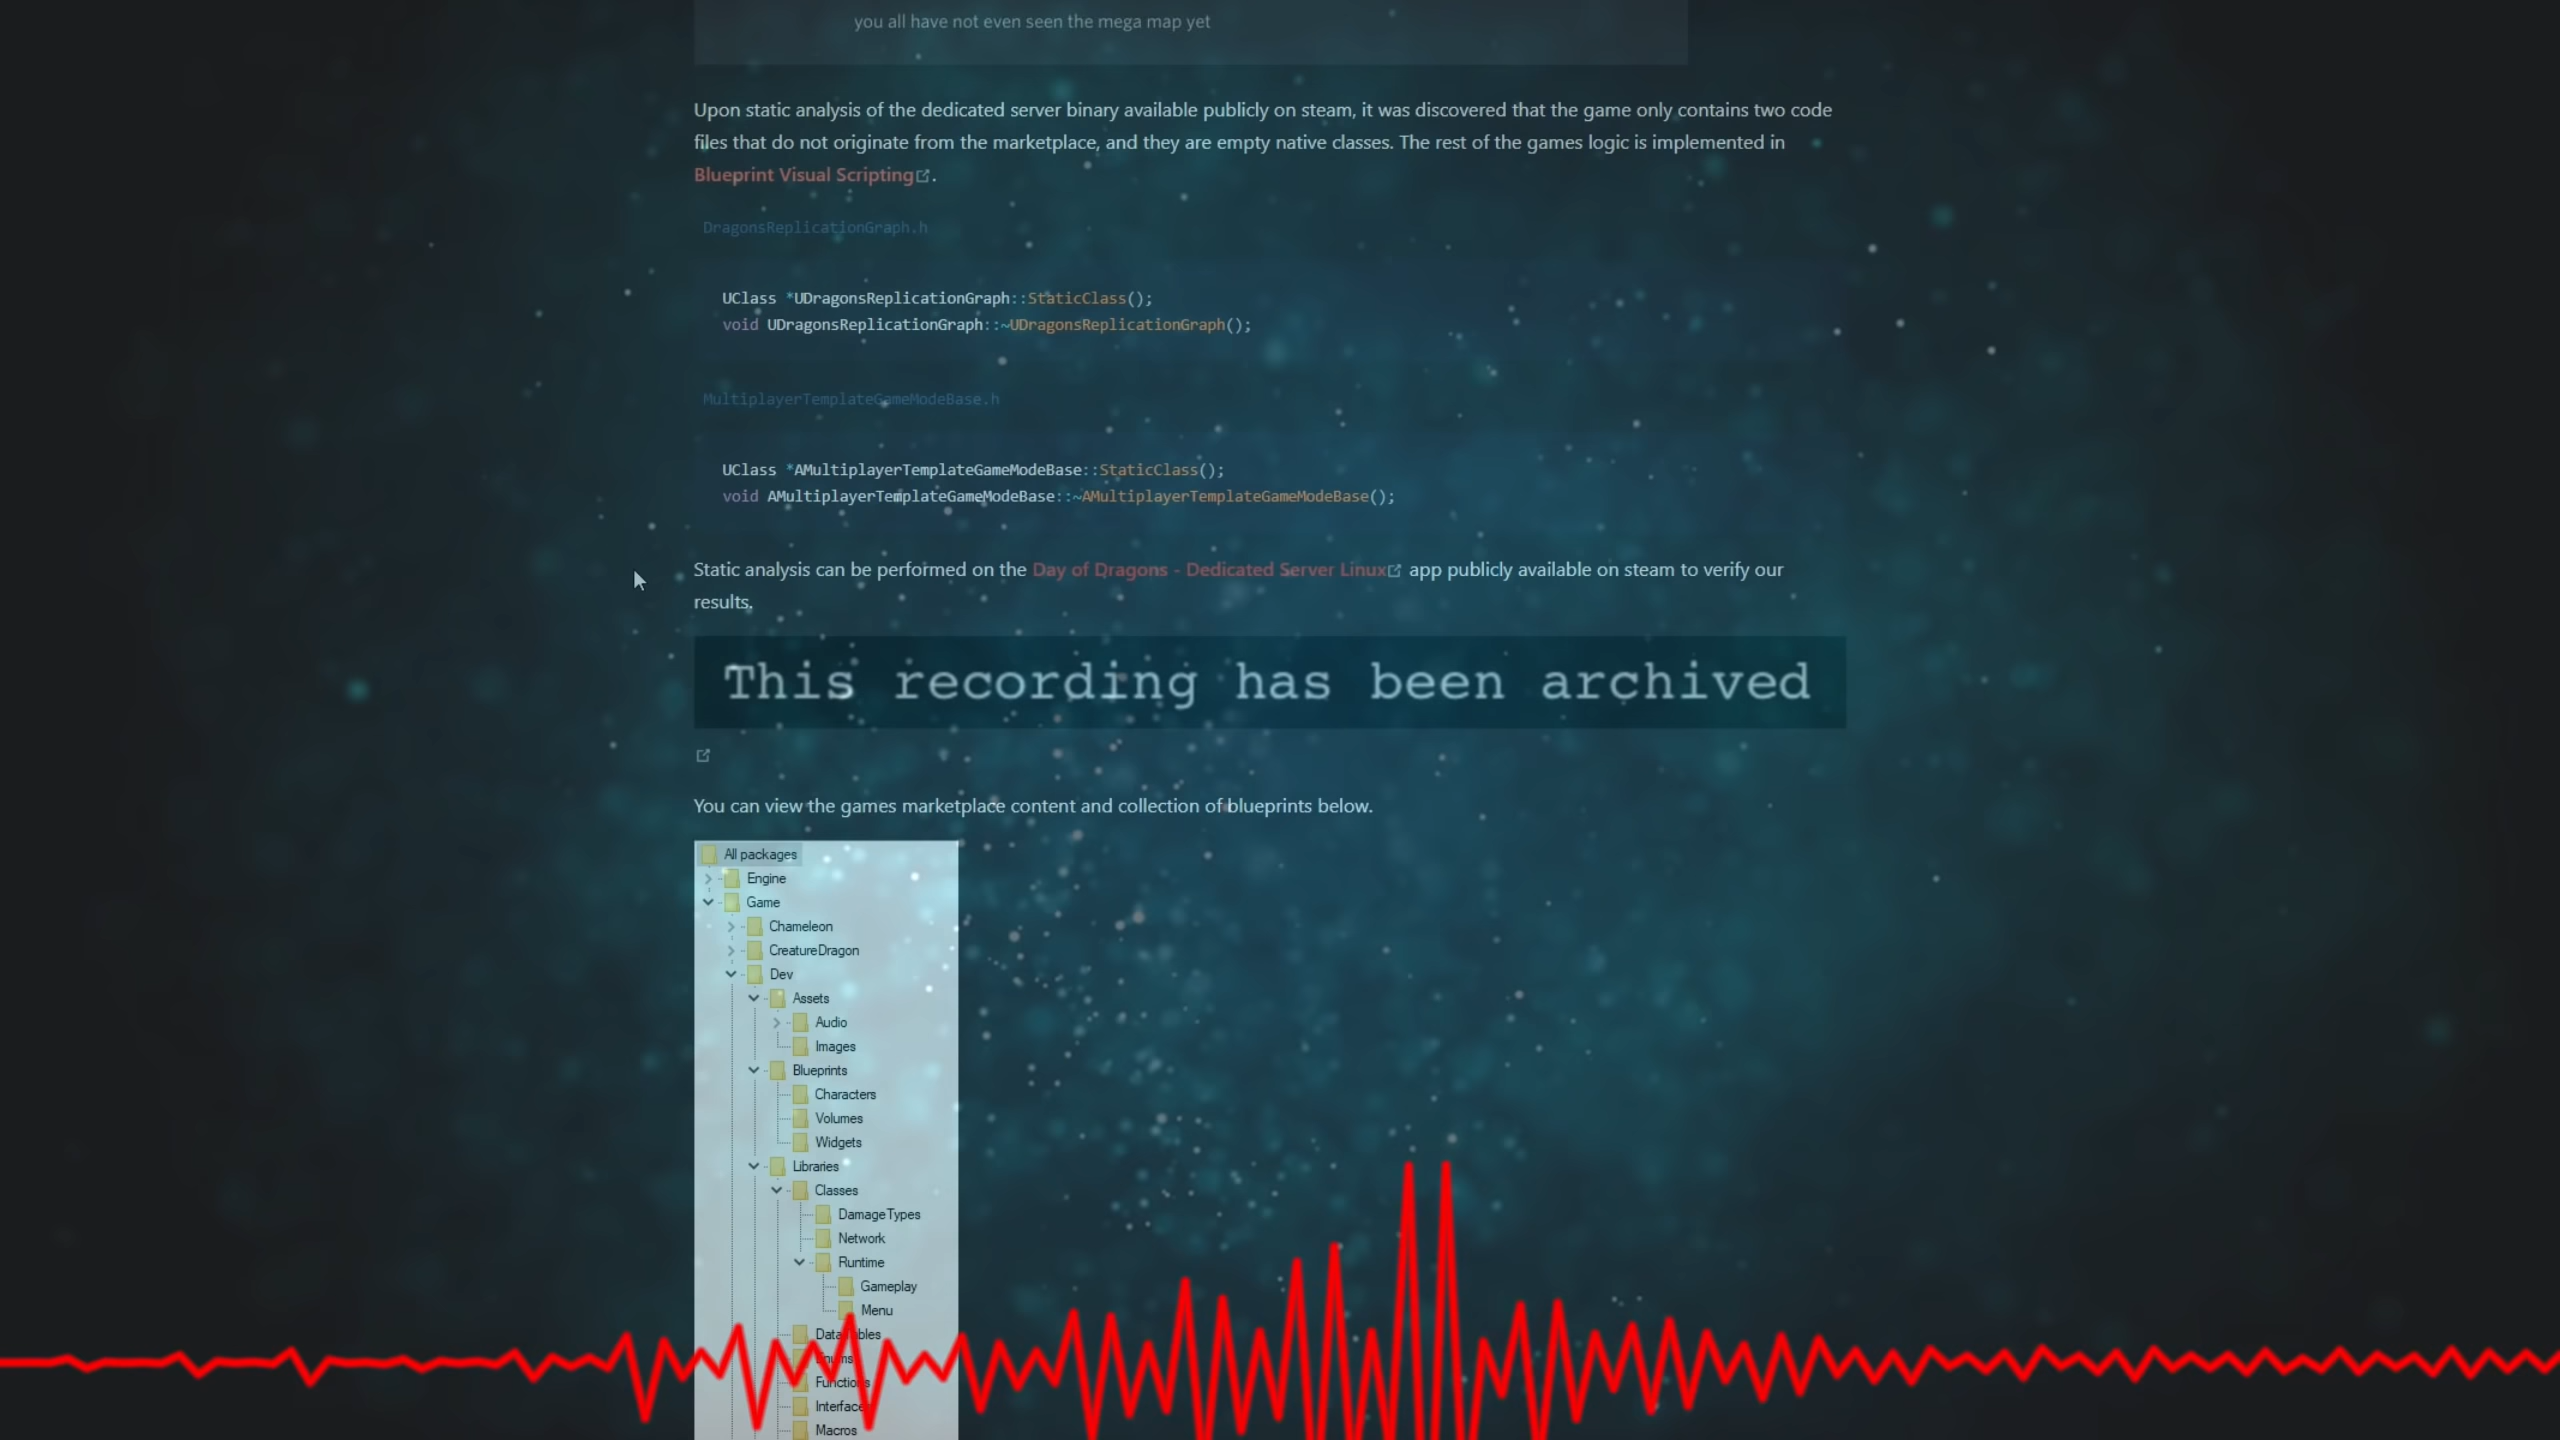 you all have not even seen the mega map yet
Upon static analysis of the dedicated server binary available publicly on steam, it was discovered that the game only contains two code
files that do not originate from the marketplace, and they are empty native classes. The rest of the games logic is implemented in
Blueprint Visual Scripting.
DragonsReplicationGraph.h
UClass *UDragonsReplicationGraph::StaticClass();
void UDragonsReplicationGraph::~UDragonsReplicationGraph();
MultiplayerTemplateGameModeBase.h
UClass *AMultiplayerTemplateGameModeBase::StaticClass();
void AMultiplayerTemplateGameModeBase::~AMultiplayerTemplateGameModeBase();
Static analysis can be performed on the Day of Dragons - Dedicated Server Linux app publicly available on steam to verify our
results.
This recording has been archived
You can view the games marketplace content and collection of blueprints below.
All packages
Engine
Game
Chameleon
CreatureDragon
Dev
Assets
Audio
Images
Blueprints
Characters
Volumes
Widgets
Libraries
Classes
DamageTypes
Network
Runtime
Gameplay
Menu
DataTables
Enums
Functions
Interfaces
Macros